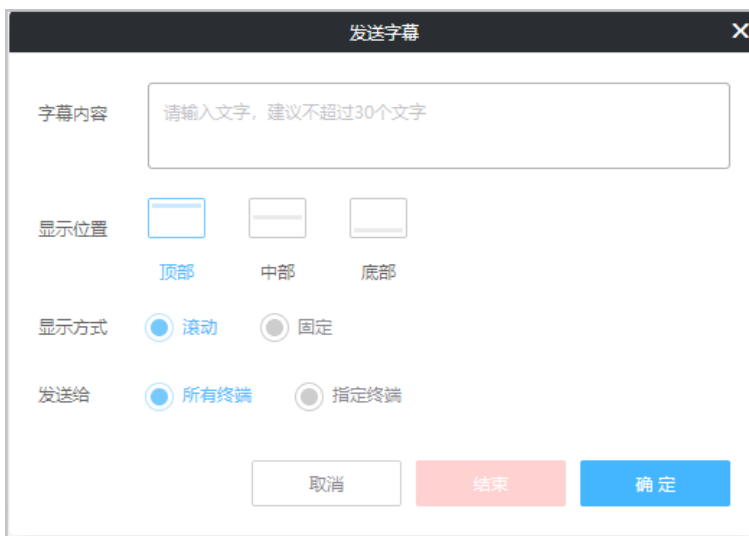 发送字幕
字幕内容
请输入文字，建议不超过30个文字
显示位置
顶部 中部 底部
显示方式 滚动 固定
发送给 所有终端 指定终端
取消 结束 确定